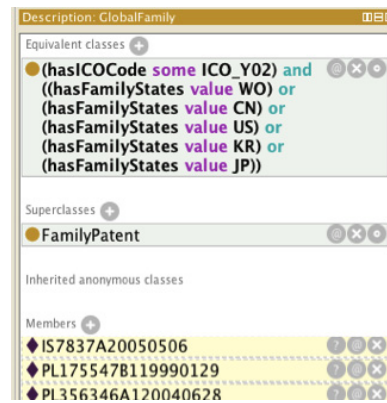 Description: GlobalFamily
Equivalent classes
(hasICOCode some ICO_Y02) and
((hasFamilyStates value WO) or
(hasFamilyStates value CN) or
(hasFamilyStates value US) or
(hasFamilyStates value KR) or
(hasFamilyStates value JP))
Superclasses
FamilyPatent
Inherited anonymous classes
Members
IS7837A20050506
PL175547B119990129
PL356346A120040628